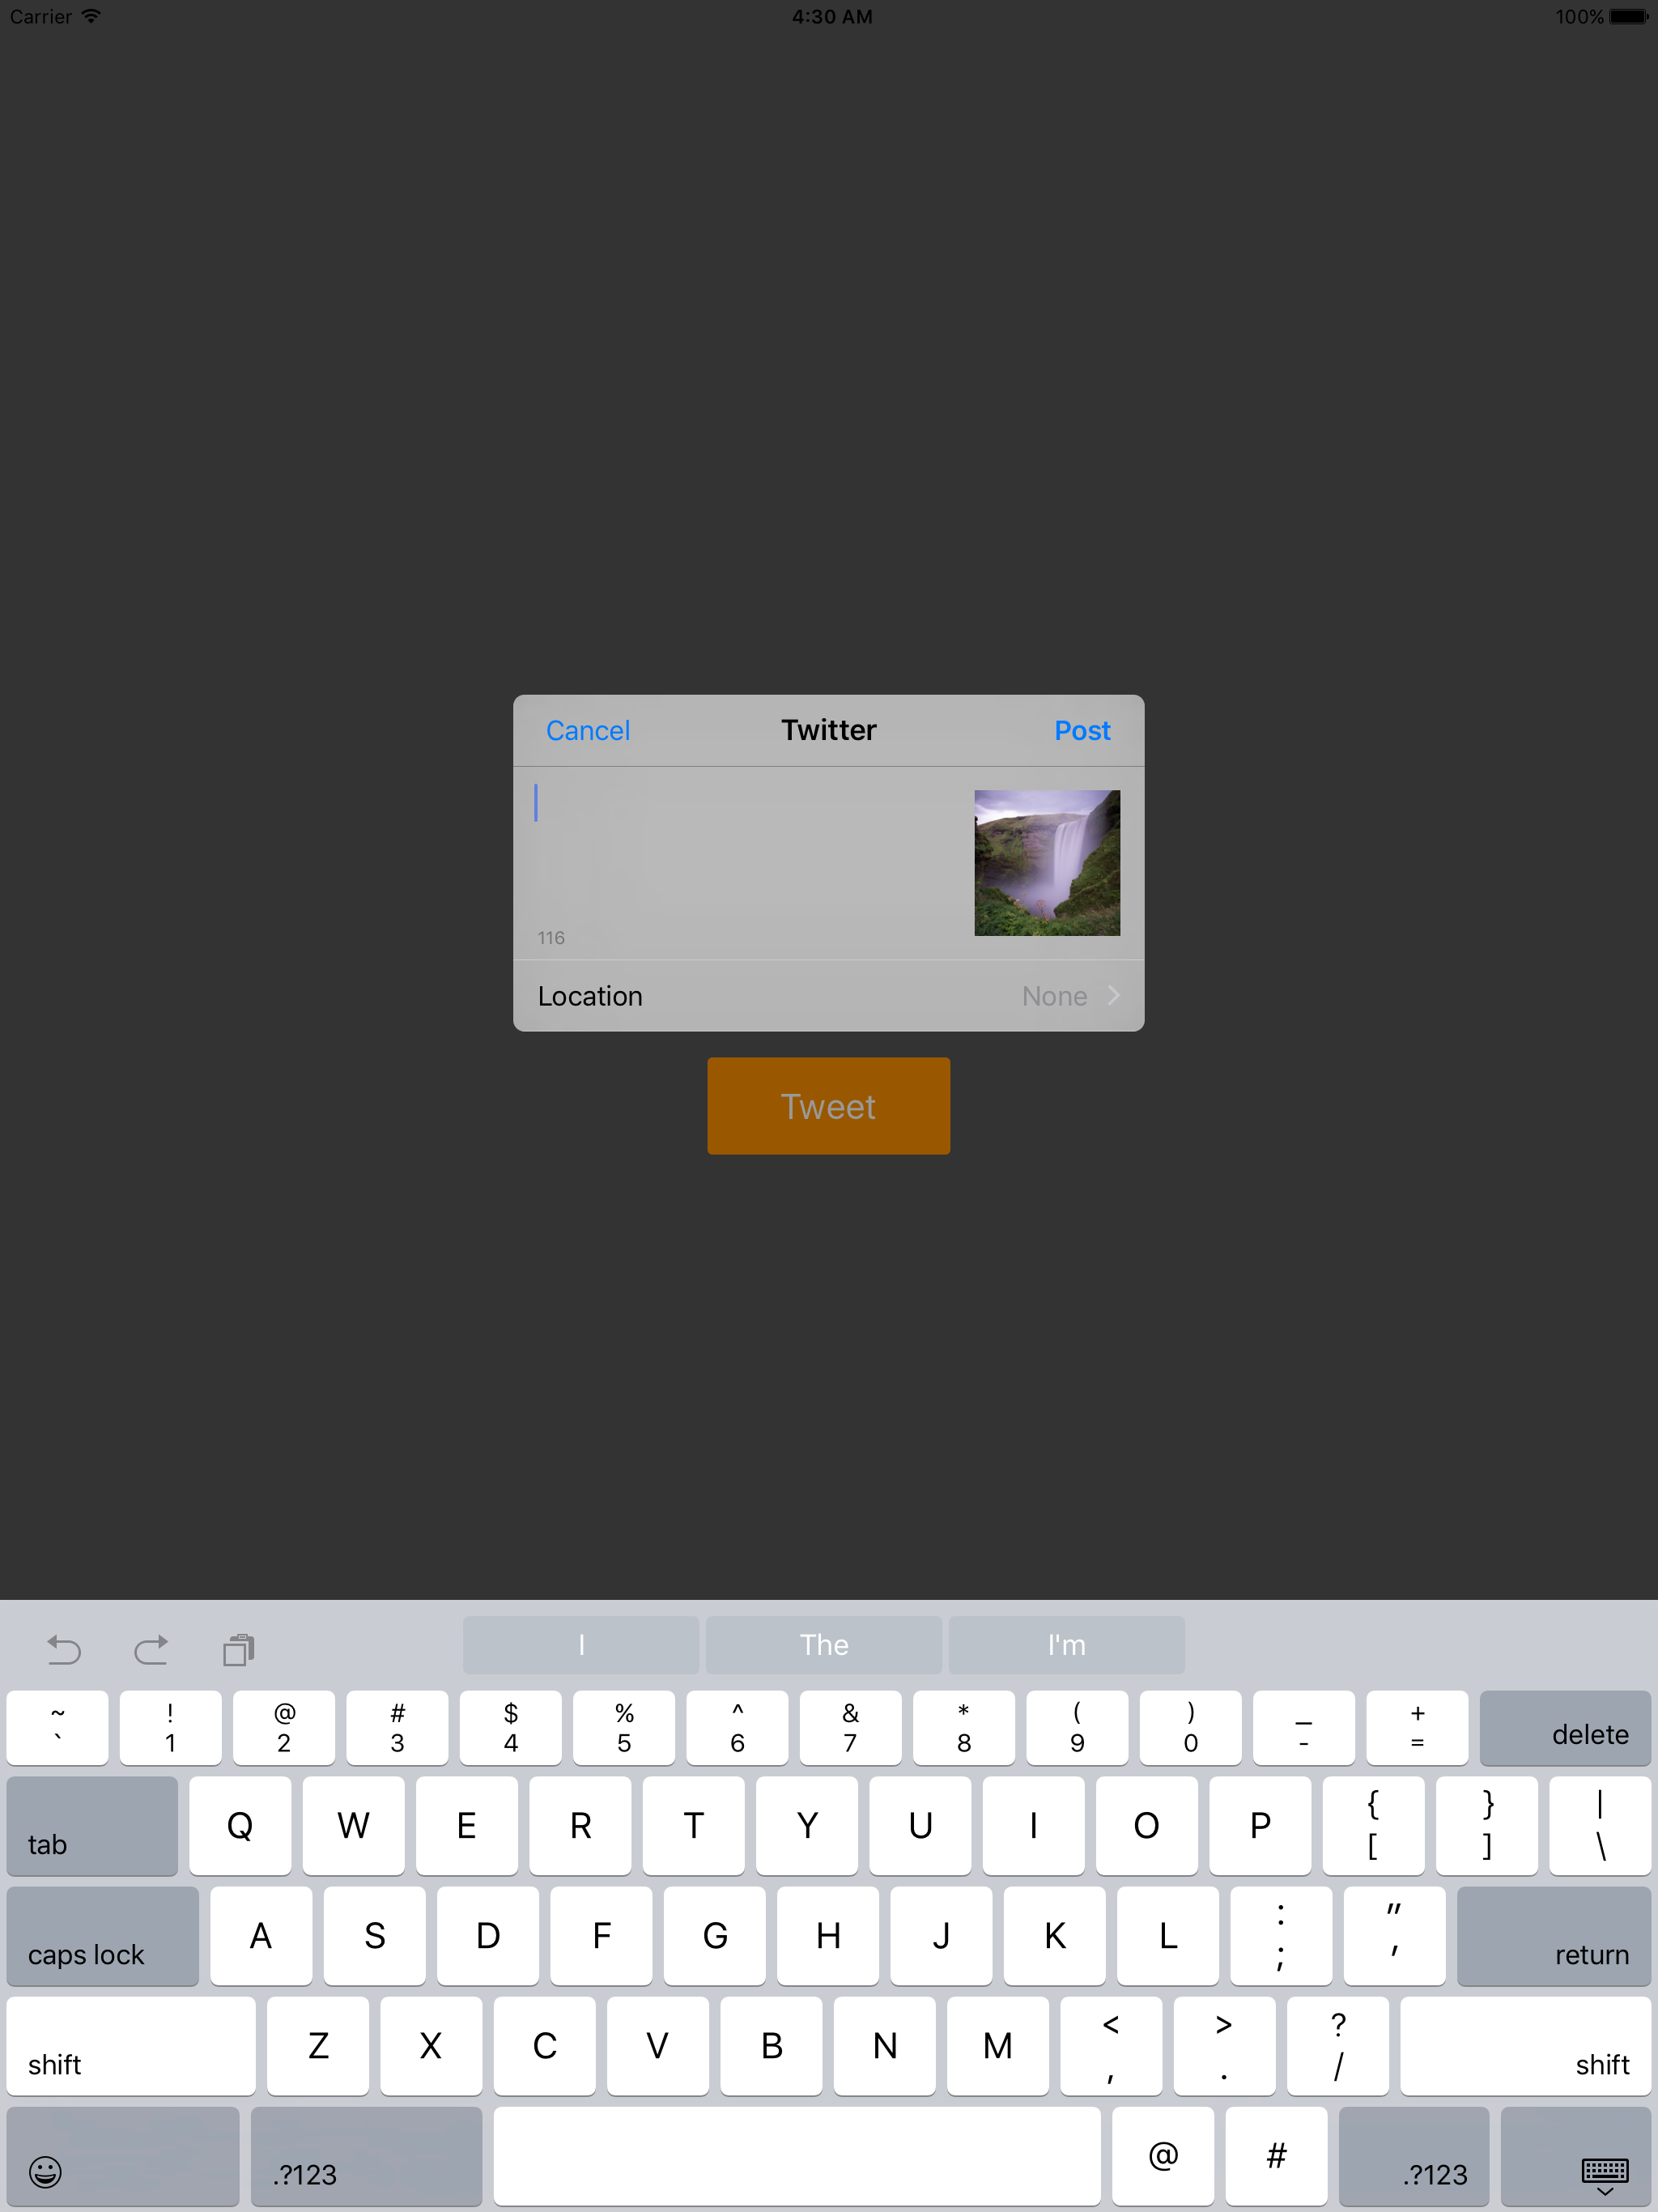 Carrier 4:30 AM 100%
Cancel Twitter Post
116
Location None
Tweet
I The I'm
~ ! @ # $ % ^ & * ( ) _ +
` 1 2 3 4 5 6 7 8 9 0 - = delete
tab Q W E R T Y U I O P { [ } ] | \
caps lock A S D F G H J K L : ; " ' return
shift Z X C V B N M < , > . ? / shift
.?123 @ # .?123